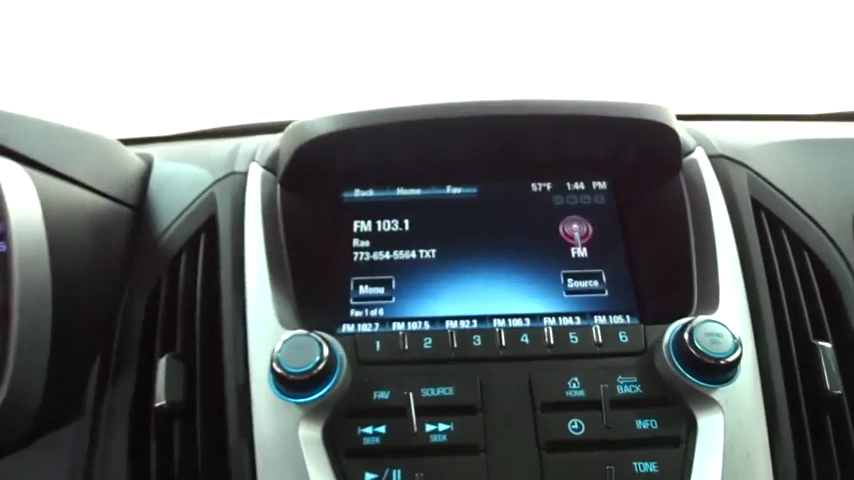 Back Home Fav 57°F 1:44 PM
FM 103.1
Rae
773-654-5564 TXT
FM
Menu Source
Fav 1 of 6
FM 102.7 FM 107.5 FM 92.3 FM 106.3 FM 104.3 FM 105.1
1 2 3 4 5 6
FAV SOURCE HOME BACK
SEEK SEEK INFO
TONE